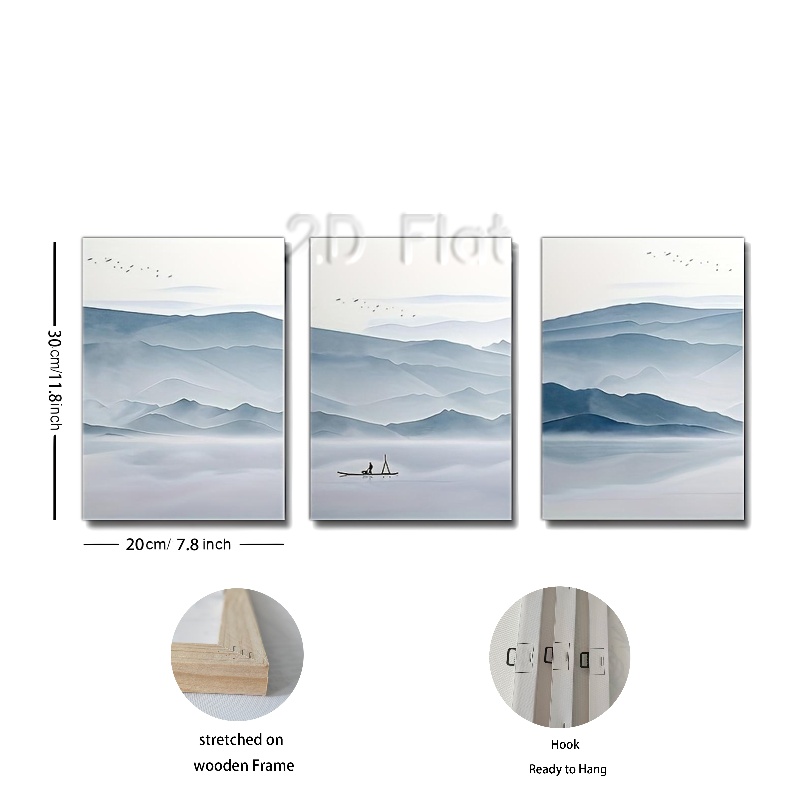 2D Flat
30cm/11.8inch
20cm/ 7.8 inch
stretched on
wooden Frame
Hook
Ready to Hang